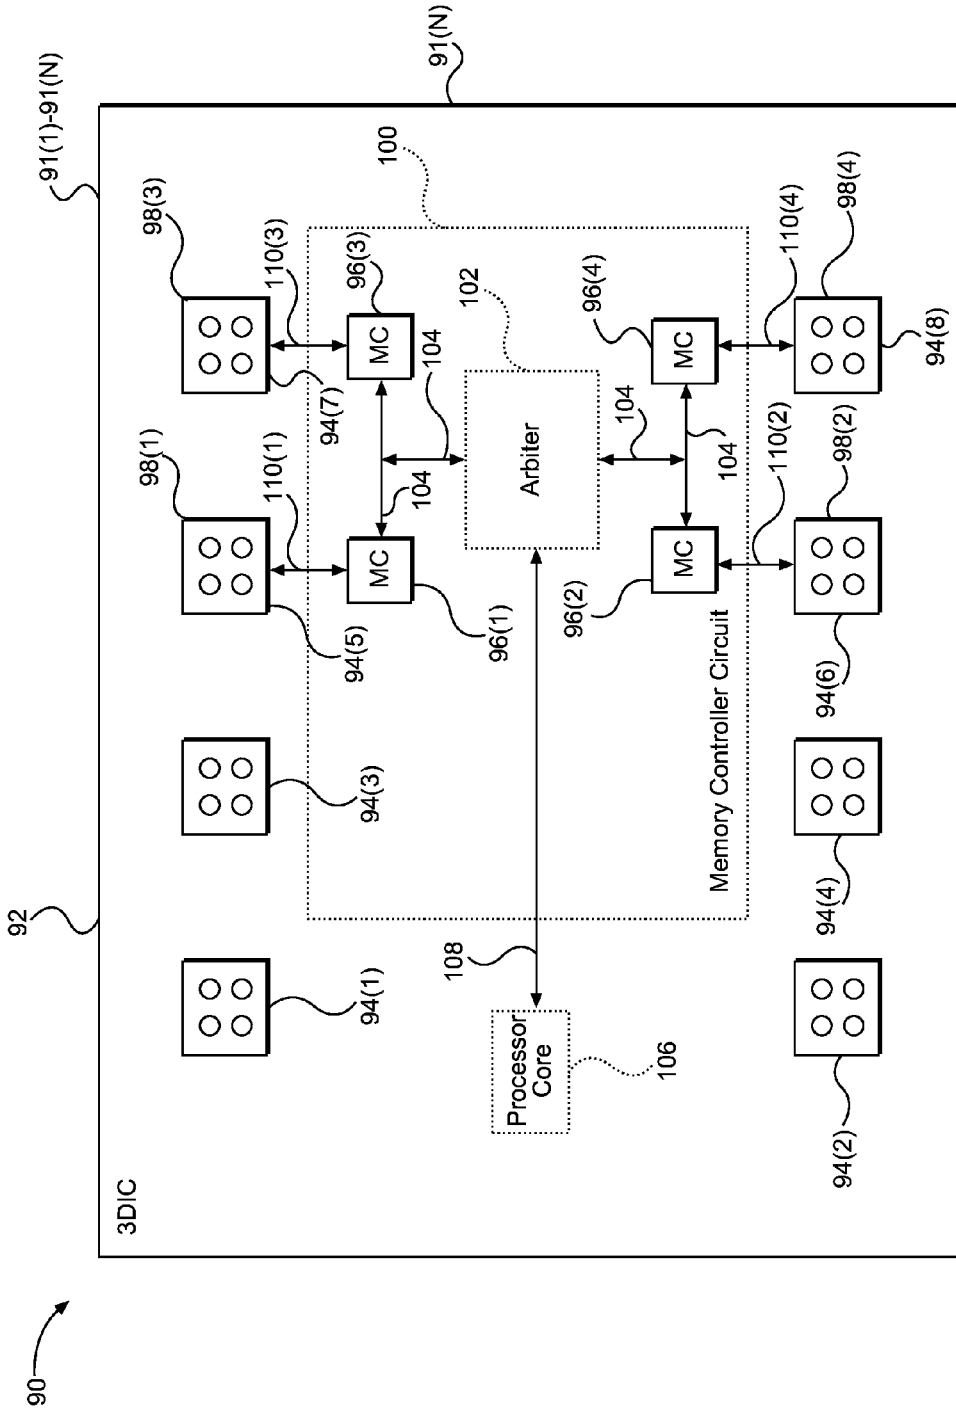 92
90
91(1)-91(N)
3DIC
98(1)
98(3)
110(1)
110(3)
94(1)
94(3)
94(5)
94(7)
96(3)
MC
MC
100
104
104
91(N)
108
102
96(1)
Processor
Core
Arbiter
96(2)
96(4)
104
106
MC
MC
Memory Controller Circuit
104
110(2)
110(4)
94(2)
94(4)
94(6)
98(2)
98(4)
94(8)